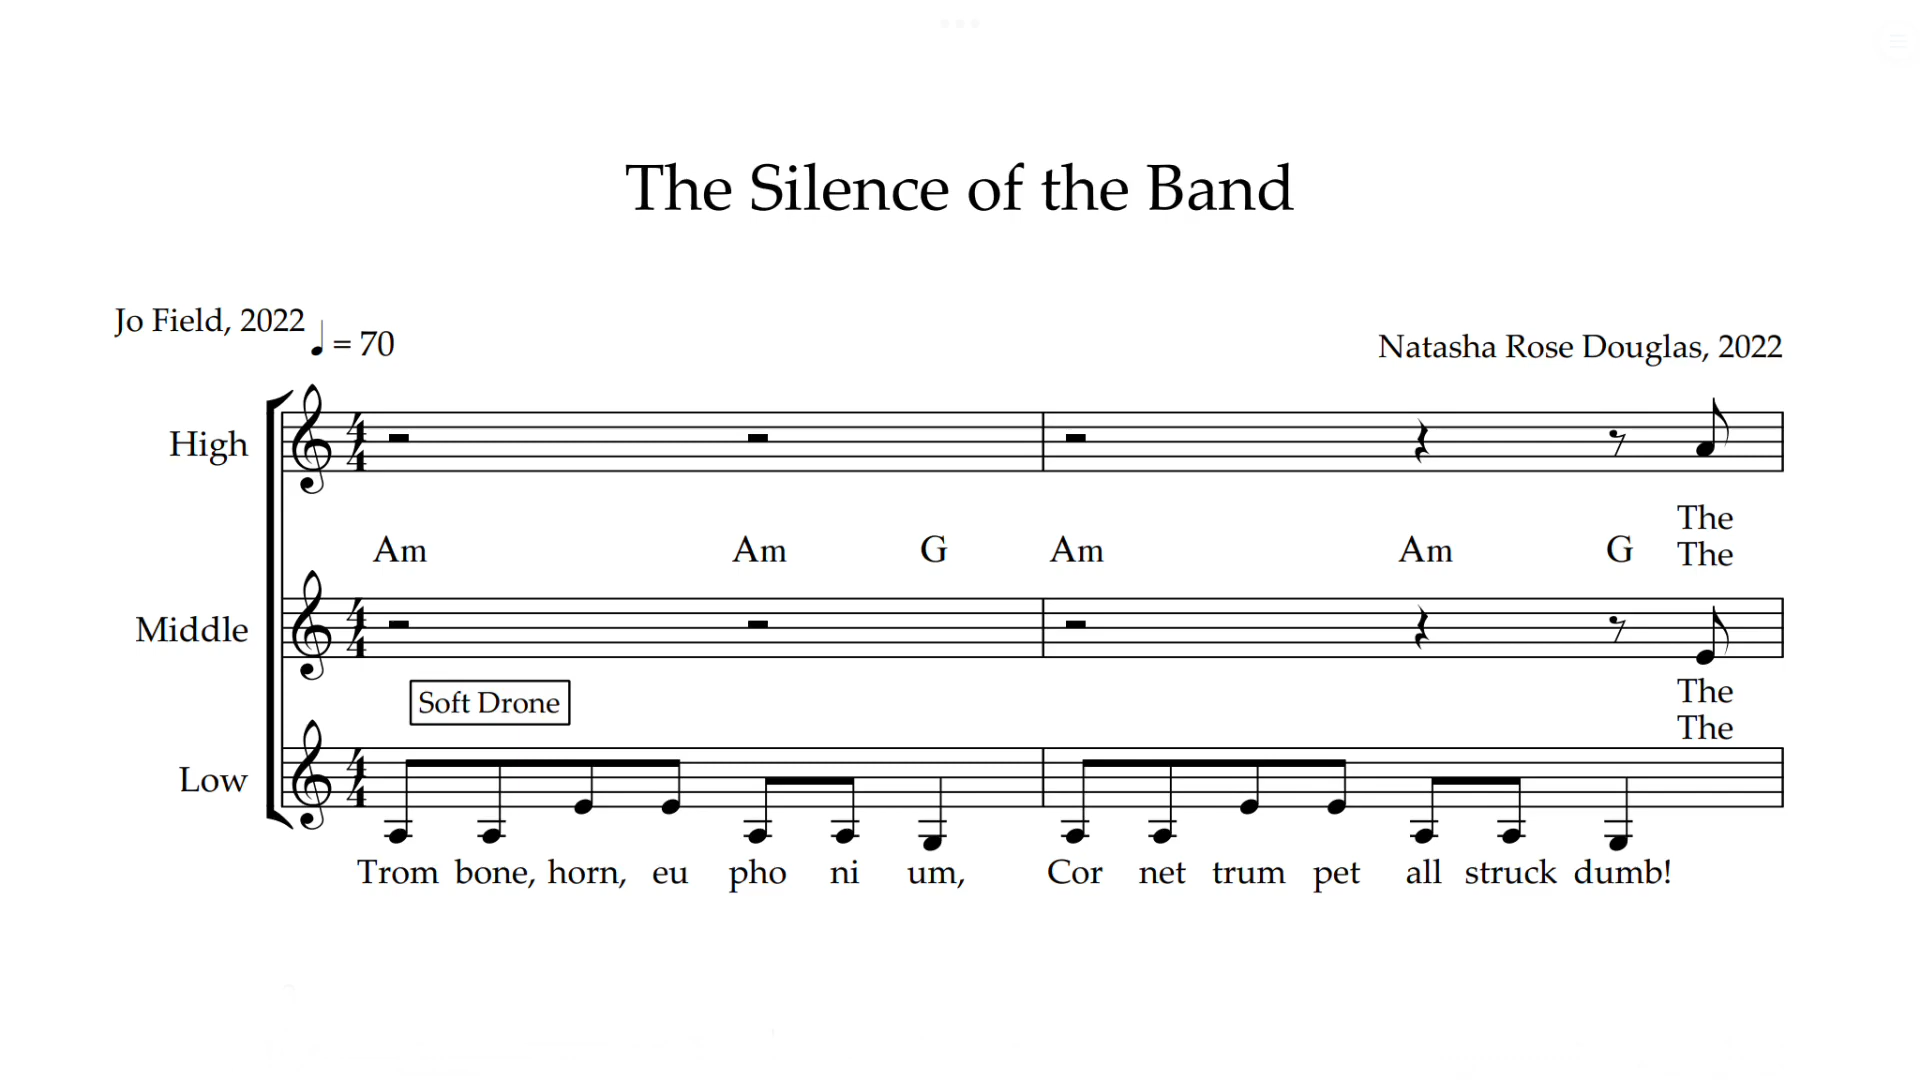 The Silence of the Band
Jo Field, 2022
= 70
Natasha Rose Douglas, 2022
High
The
The
Am Am G Am Am G
Middle
The
The
Soft Drone
Low
Trom bone, horn, eu pho ni um, Cor net trum pet all struck dumb!